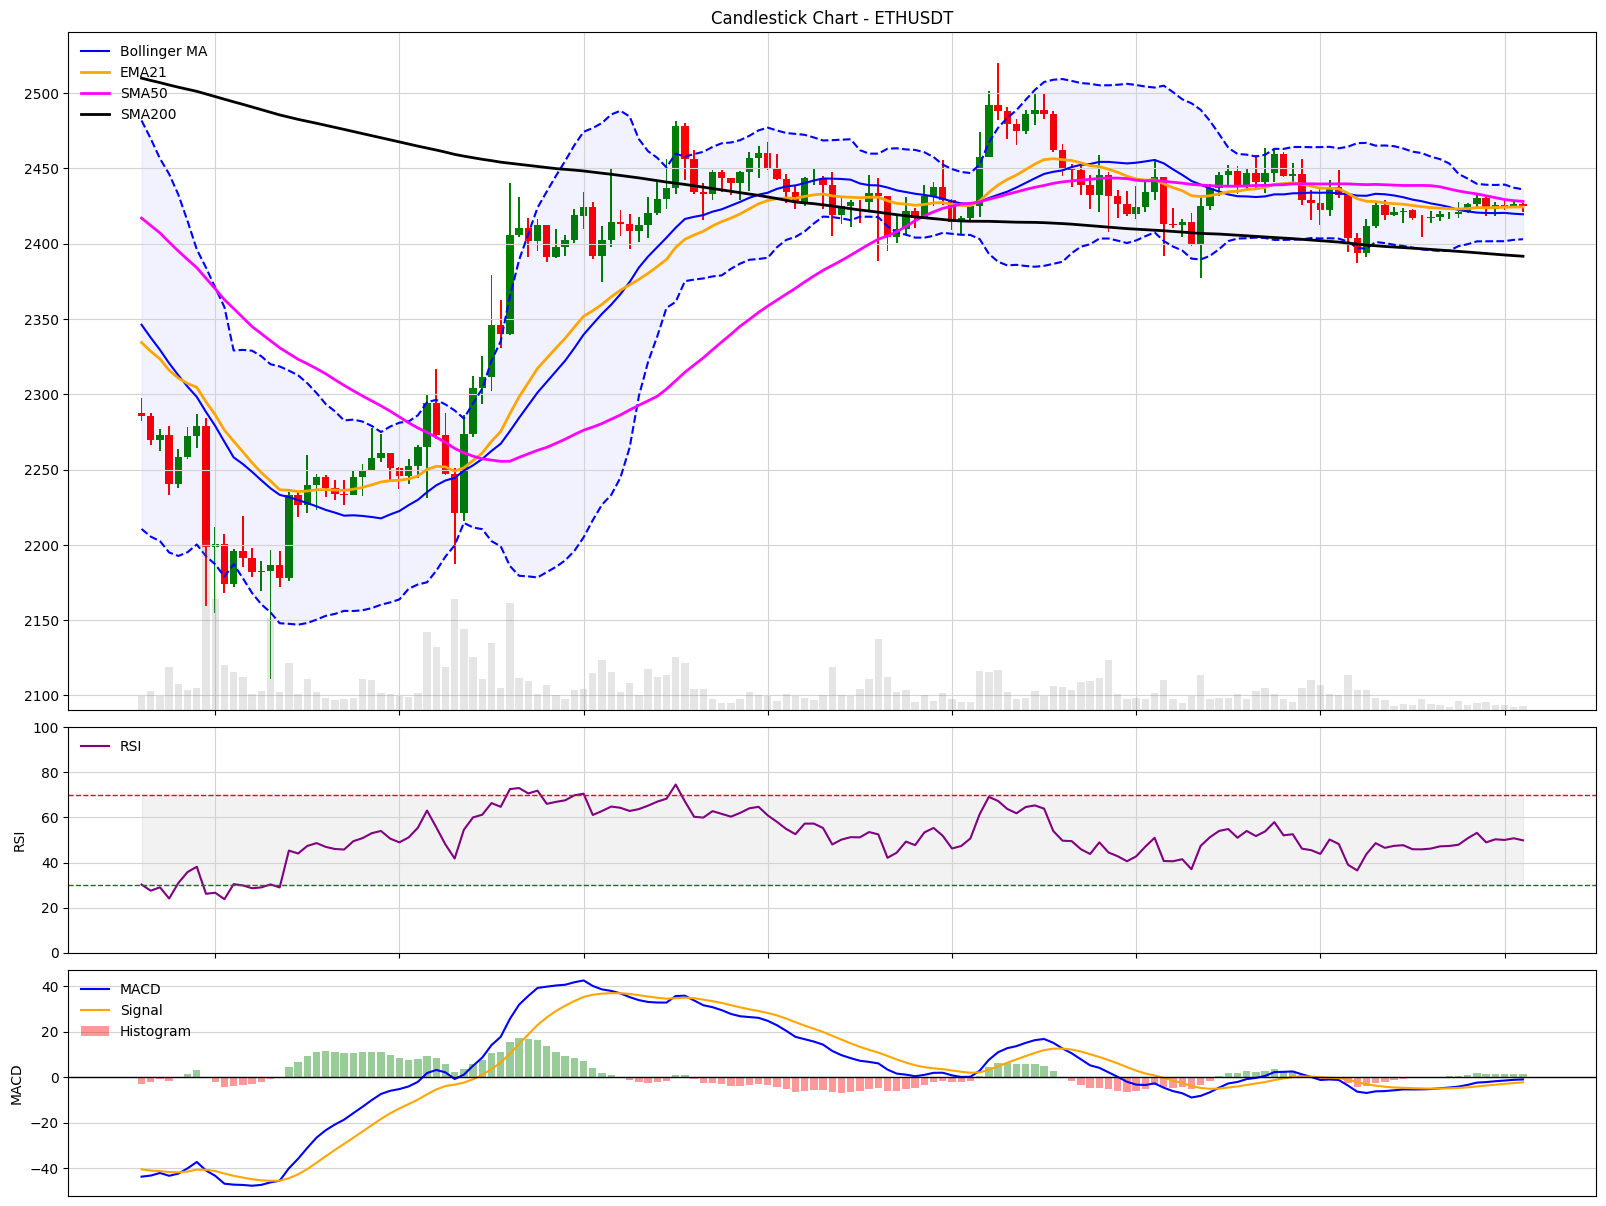 Candlestick Chart - ETHUSDT
Bollinger MA
EMA21
SMA50
SMA200
2500
2450
2400
2350
2300
2250
2200
2150
2100
RSI
100
80
60
40
20
0
RSI
MACD
Signal
Histogram
40
20
0
−20
−40
MACD